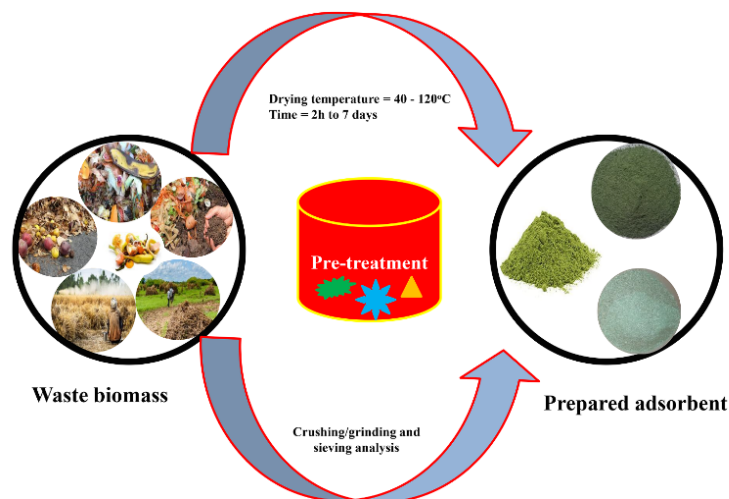 Drying temperature = 40 - 120°C
Time = 2h to 7 days
Pre-treatment
Waste biomass
Prepared adsorbent
Crushing/grinding and
sieving analysis